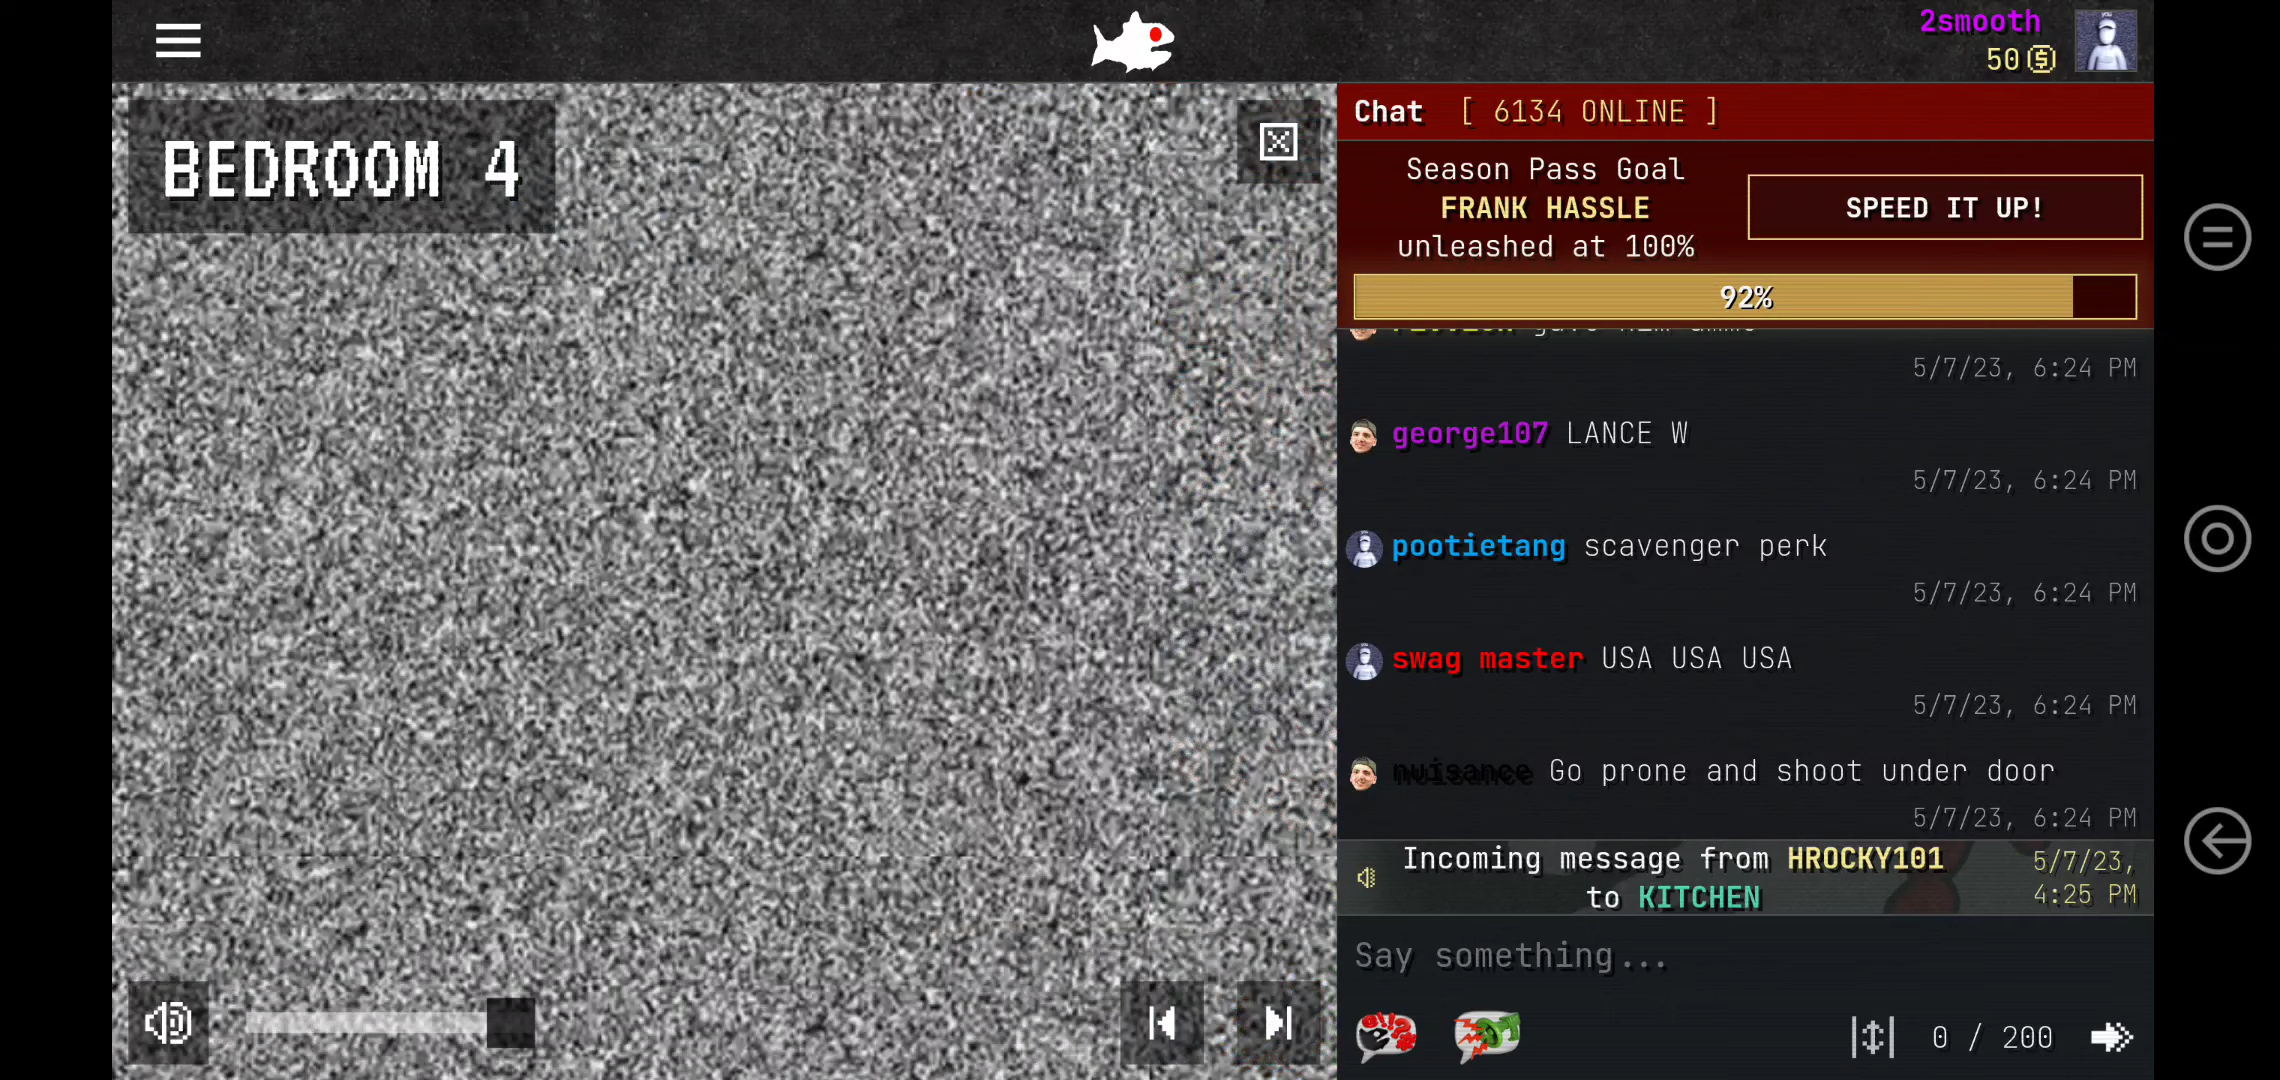 2smooth
50
BEDROOM 4
Chat [ 6134 ONLINE ]
Season Pass Goal
FRANK HASSLE
unleashed at 100%
SPEED IT UP!
92%
5/7/23, 6:24 PM
george107 LANCE W
5/7/23, 6:24 PM
pootietang scavenger perk
5/7/23, 6:24 PM
swag master USA USA USA
5/7/23, 6:24 PM
nuisance Go prone and shoot under door
5/7/23, 6:24 PM
Incoming message from HROCKY101
to KITCHEN
5/7/23,
4:25 PM
Say something...
0 / 200